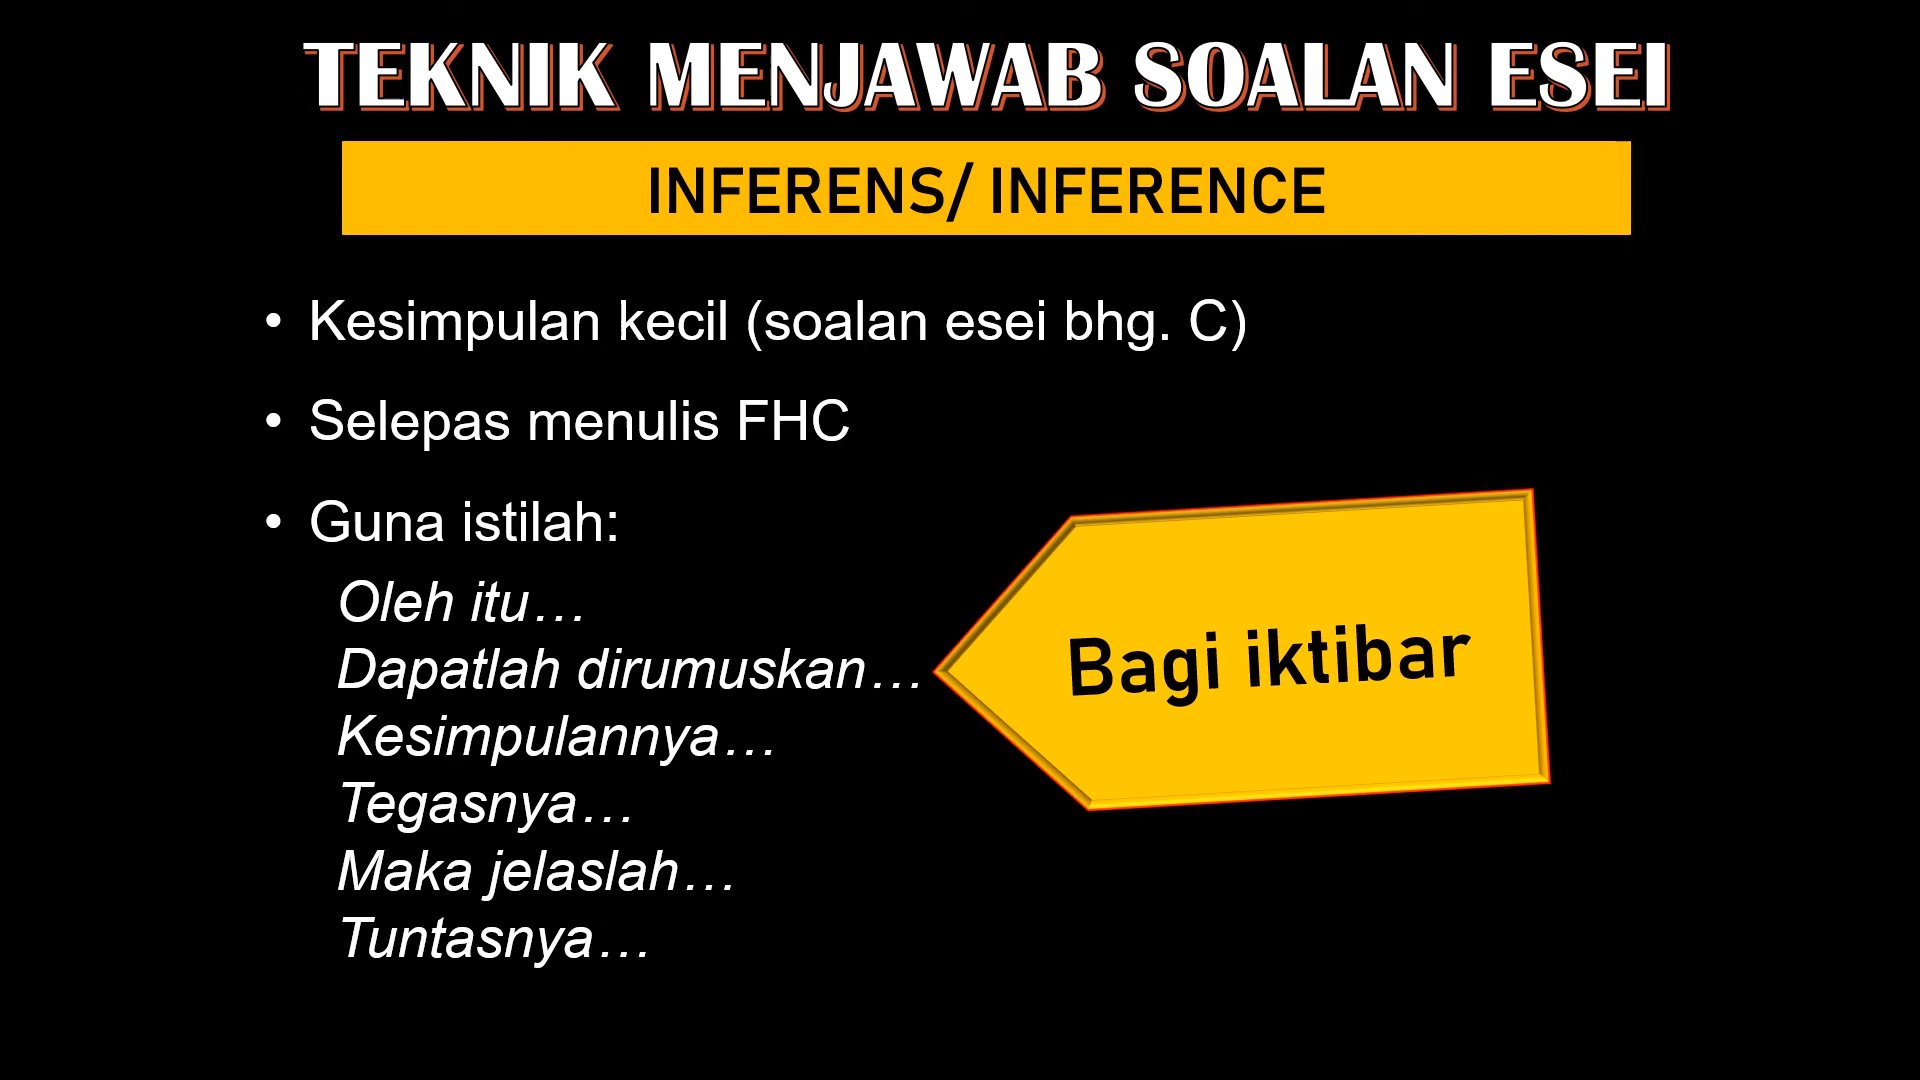 TEKNIK MENJAWAB SOALAN ESEI
INFERENS/ INFERENCE
• Kesimpulan kecil (soalan esei bhg. C)
• Selepas menulis FHC
• Guna istilah:
Oleh itu…
Dapatlah dirumuskan…
Kesimpulannya…
Tegasnya…
Maka jelaslah…
Tuntasnya…
Bagi iktibar